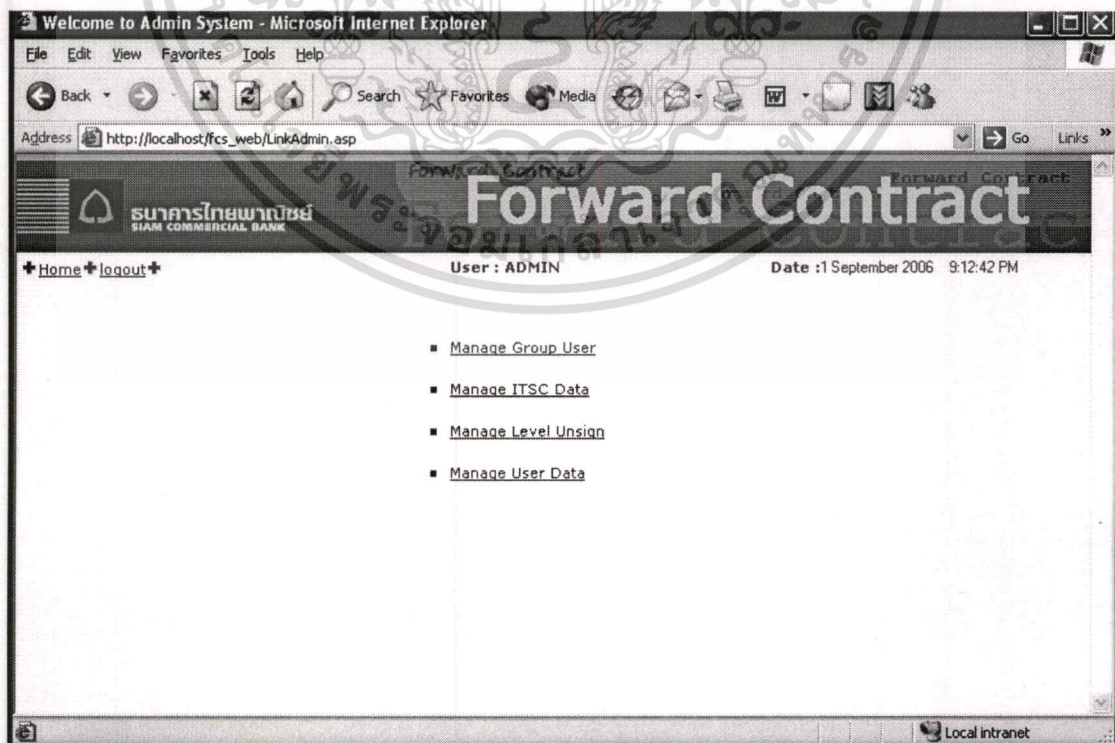 Welcome to Admin System - Microsoft Internet Explorer
File Edit View Favorites Tools Help
Back Search Favorites Media
Address http://localhost/fcs_web/LinkAdmin.asp Go Links »
Forward Contract
Forward Contract
Forward Contract
ธนาคารไทยพาณิชย์
SIAM COMMERCIAL BANK
Home logout User : ADMIN Date :1 September 2006 9:12:42 PM
Manage Group User
Manage ITSC Data
Manage Level Unsign
Manage User Data
Local intranet